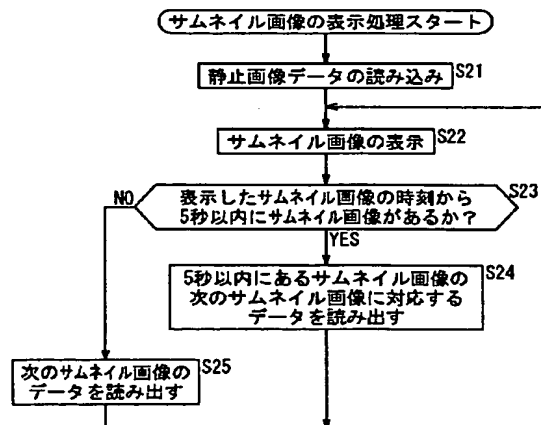 サムネイル画像の表示処理スタート
静止画像データの読み込み S21
サムネイル画像の表示 S22
表示したサムネイル画像の時刻から S23
5秒以内にサムネイル画像があるか?
NO
YES
5秒以内にあるサムネイル画像の S24
次のサムネイル画像に対応する
データを読み出す
次のサムネイル画像の S25
データを読み出す